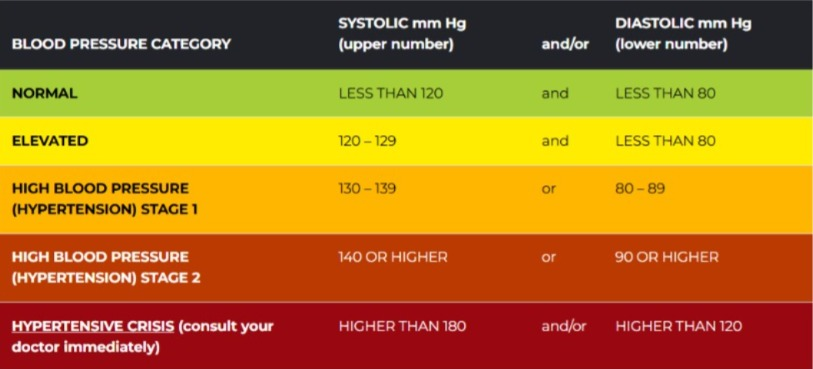 BLOOD PRESSURE CATEGORY
SYSTOLIC mm Hg
(upper number)
and/or
DIASTOLIC mm Hg
(lower number)
NORMAL
LESS THAN 120
and
LESS THAN 80
ELEVATED
120 – 129
and
LESS THAN 80
HIGH BLOOD PRESSURE
(HYPERTENSION) STAGE 1
130 – 139
or
80 – 89
HIGH BLOOD PRESSURE
(HYPERTENSION) STAGE 2
140 OR HIGHER
or
90 OR HIGHER
HYPERTENSIVE CRISIS (consult your
doctor immediately)
HIGHER THAN 180
and/or
HIGHER THAN 120